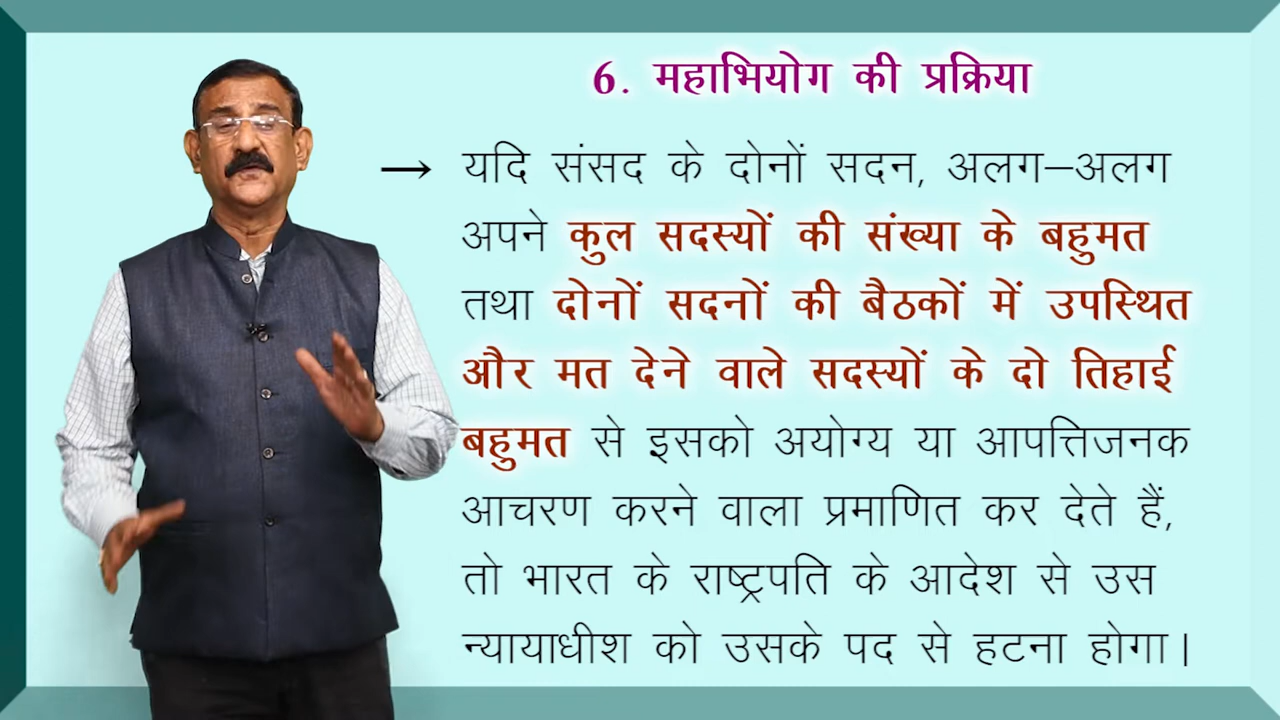 6. महाभियोग की प्रक्रिया
→ यदि संसद के दोनों सदन, अलग–अलग
अपने कुल सदस्यों की संख्या के बहुमत
तथा दोनों सदनों की बैठकों में उपस्थित
और मत देने वाले सदस्यों के दो तिहाई
बहुमत से इसको अयोग्य या आपत्तिजनक
आचरण करने वाला प्रमाणित कर देते हैं,
तो भारत के राष्ट्रपति के आदेश से उस
न्यायाधीश को उसके पद से हटना होगा।